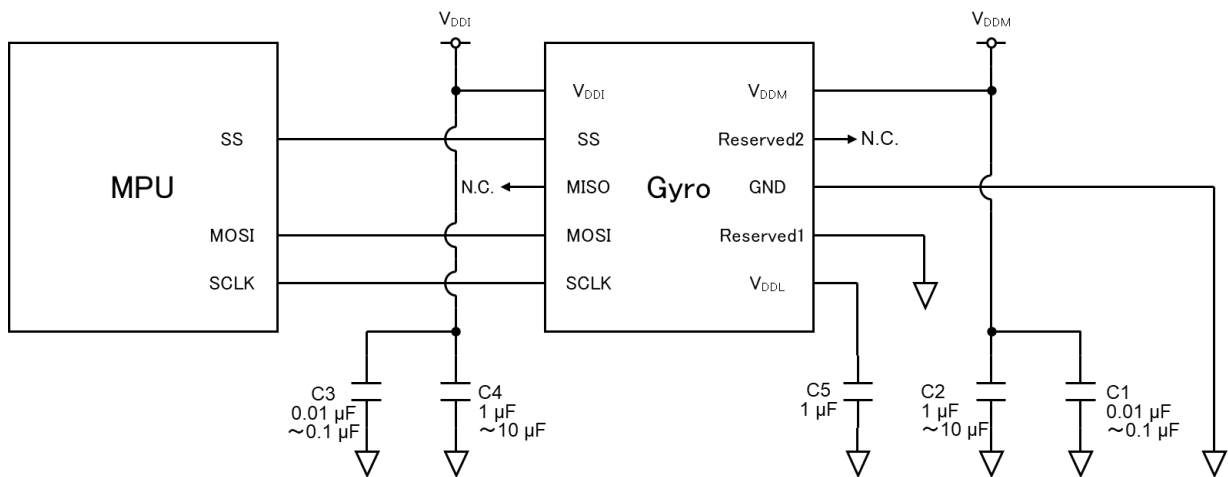 VDDI
VDDM
MPU
SS
MOSI
SCLK
N.C.
Gyro
VDDI
SS
MISO
MOSI
SCLK
VDDM
Reserved2
GND
Reserved1
VDDL
N.C.
C3
0.01 µF
～0.1 µF
C4
1 µF
～10 µF
C5
1 µF
C2
1 µF
～10 µF
C1
0.01 µF
～0.1 µF